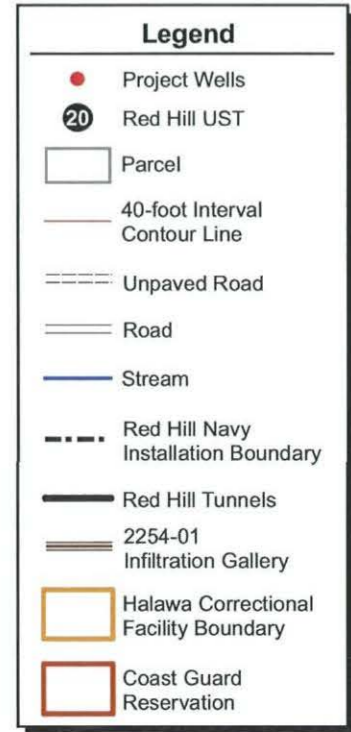 Legend
Project Wells
20 Red Hill UST
Parcel
40-foot Interval
Contour Line
Unpaved Road
Road
Stream
Red Hill Navy
Installation Boundary
Red Hill Tunnels
2254-01
Infiltration Gallery
Halawa Correctional
Facility Boundary
Coast Guard
Reservation